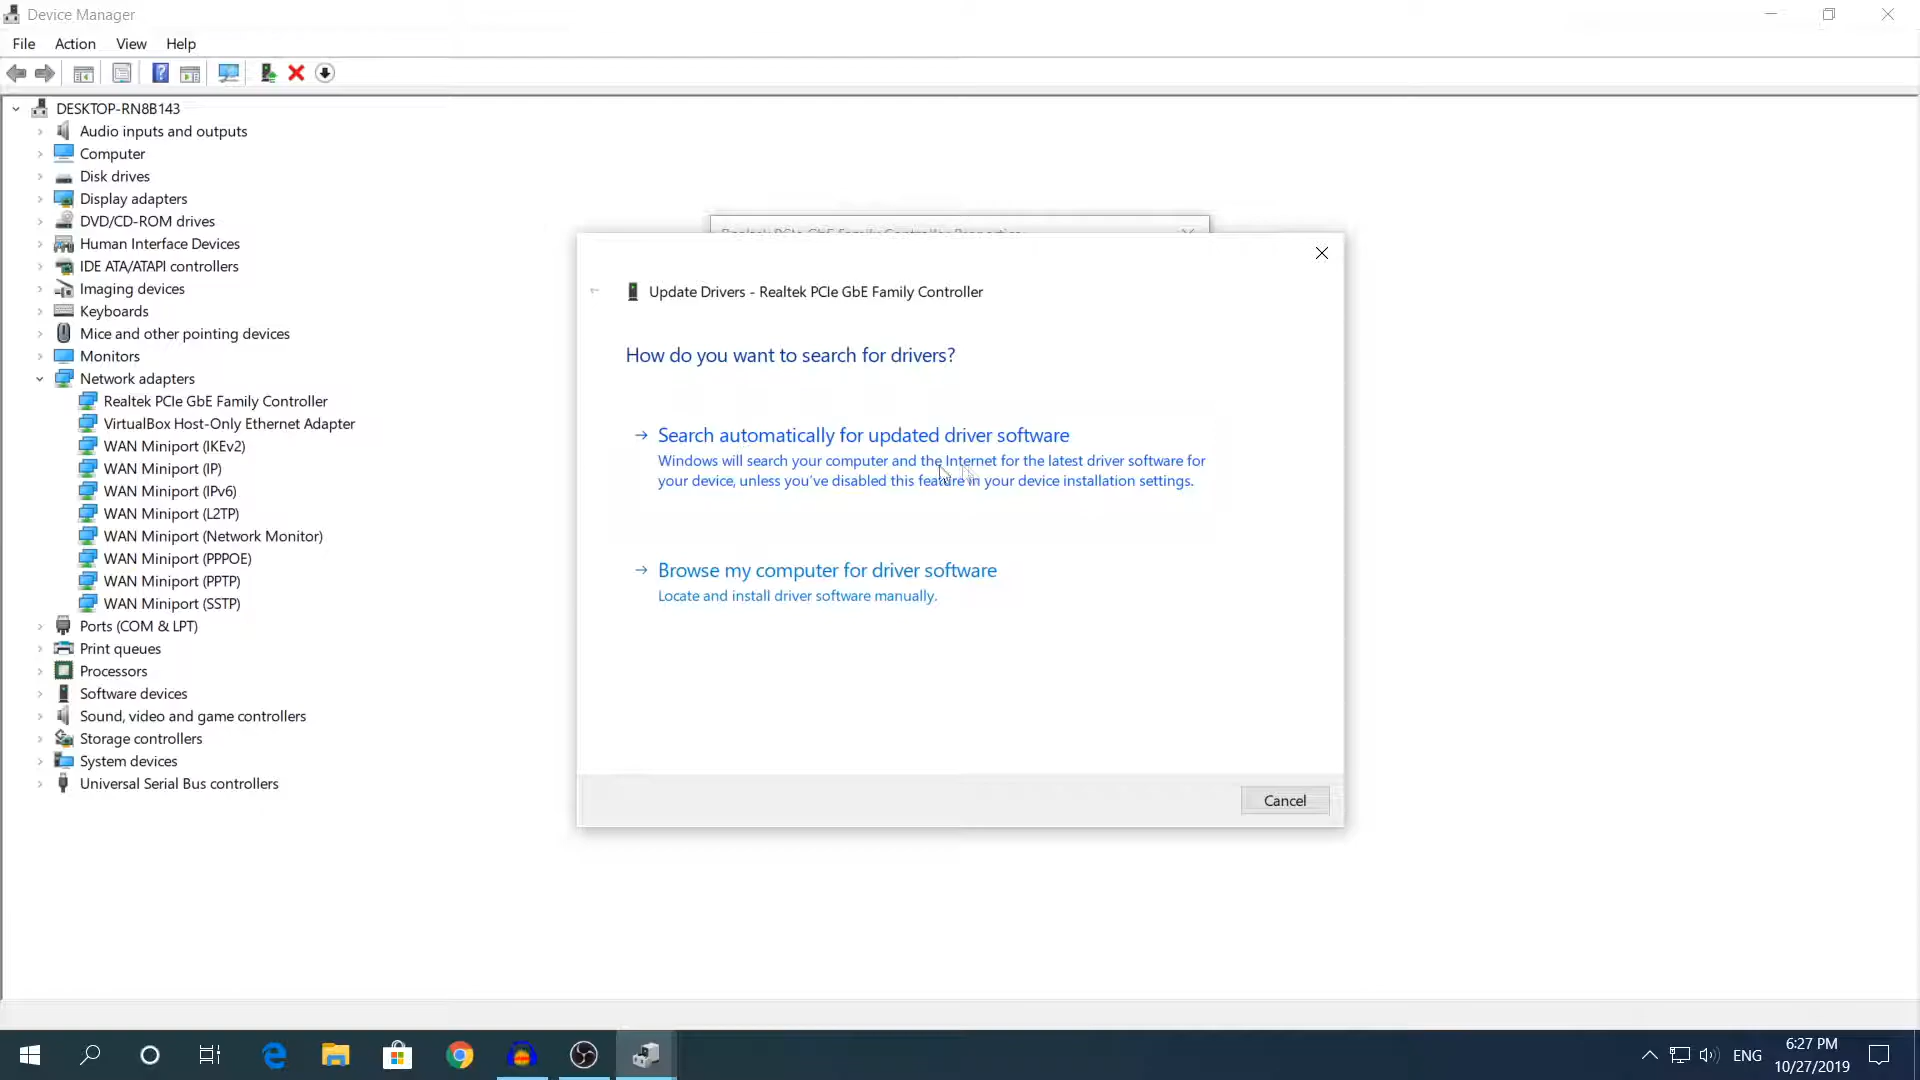 Device Manager
File Action View Help
DESKTOP-RN8B143
Audio inputs and outputs
Computer
Disk drives
Display adapters
DVD/CD-ROM drives
Human Interface Devices
IDE ATA/ATAPI controllers
Imaging devices
Keyboards
Mice and other pointing devices
Monitors
Network adapters
Realtek PCIe GbE Family Controller
VirtualBox Host-Only Ethernet Adapter
WAN Miniport (IKEv2)
WAN Miniport (IP)
WAN Miniport (IPv6)
WAN Miniport (L2TP)
WAN Miniport (Network Monitor)
WAN Miniport (PPPOE)
WAN Miniport (PPTP)
WAN Miniport (SSTP)
Ports (COM & LPT)
Print queues
Processors
Software devices
Sound, video and game controllers
Storage controllers
System devices
Universal Serial Bus controllers
Realtek PCIe GbE Family Controller Properties
Update Drivers - Realtek PCIe GbE Family Controller
How do you want to search for drivers?
Search automatically for updated driver software
Windows will search your computer and the Internet for the latest driver software for
your device, unless you've disabled this feature in your device installation settings.
Browse my computer for driver software
Locate and install driver software manually.
Cancel
ENG
6:27 PM
10/27/2019